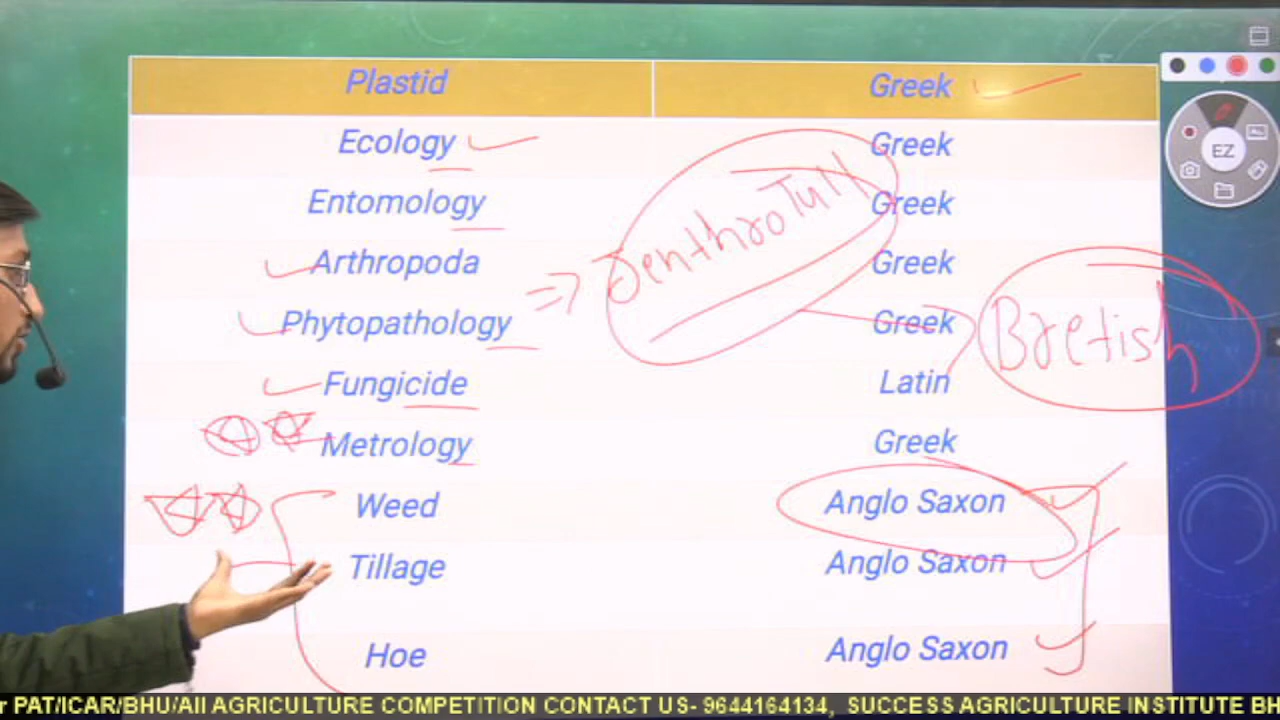 Plastid Greek
Ecology Greek
Entomology Greek
Arthropoda Greek
Phytopathology Greek
Fungicide Latin
Metrology Greek
Weed Anglo Saxon
Tillage Anglo Saxon
Hoe Anglo Saxon
⇒ Jenthro Tull
Bretish
EZ
r PAT/ICAR/BHU/All AGRICULTURE COMPETITION CONTACT US- 9644164134, SUCCESS AGRICULTURE INSTITUTE BH